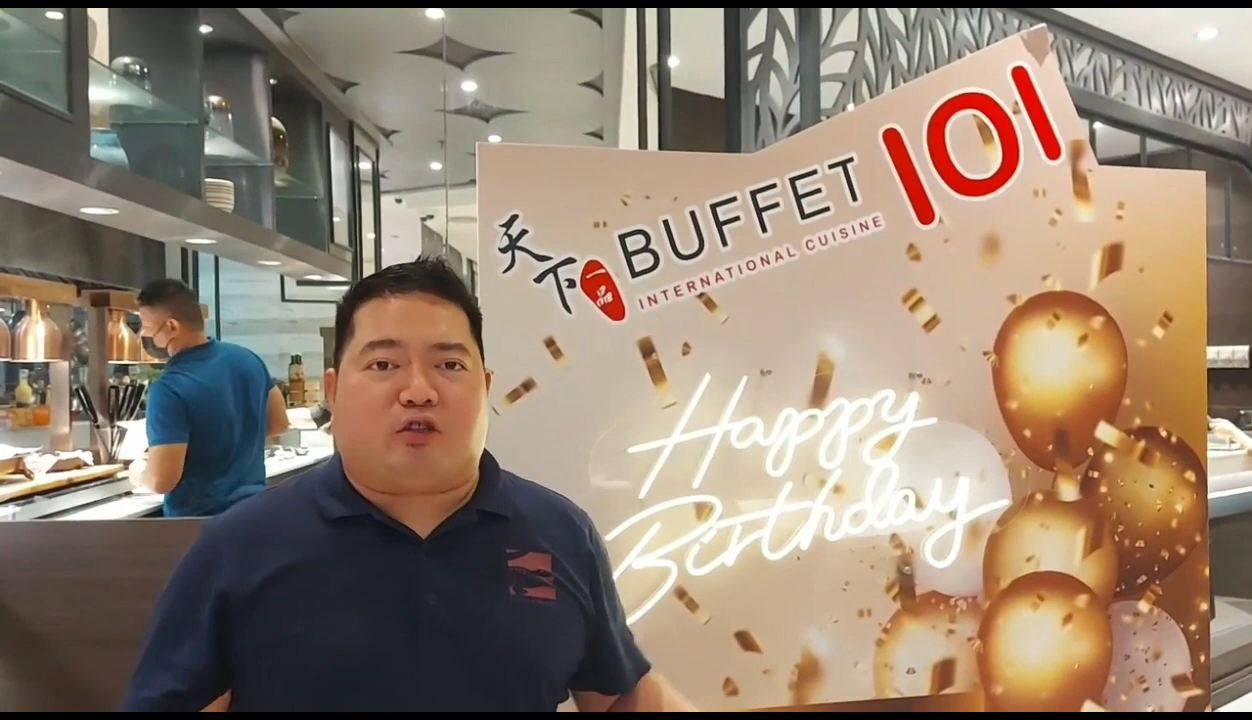 天下一品
BUFFET 101
INTERNATIONAL CUISINE
Happy
Birthday